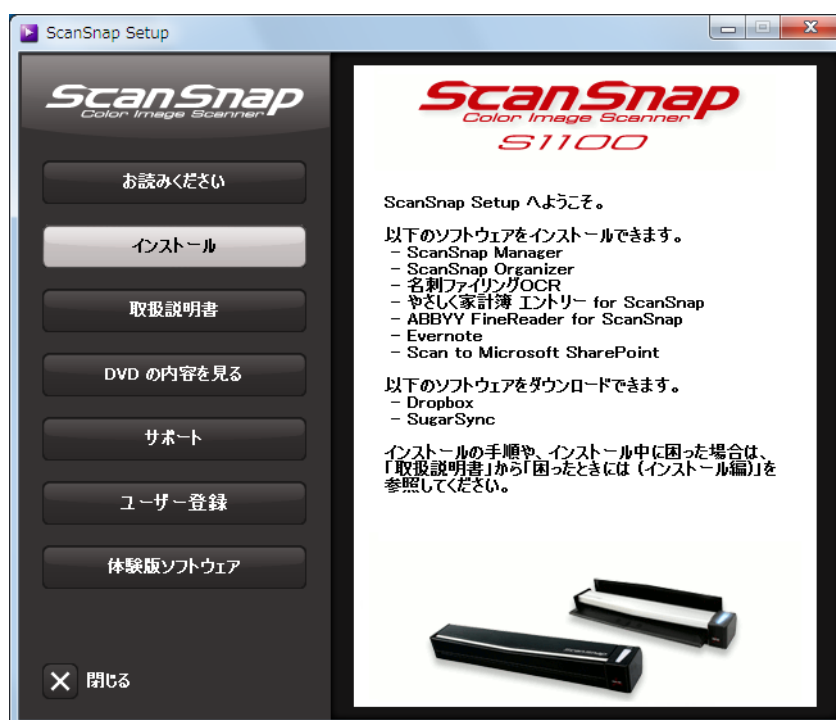 ScanSnap Setup
ScanSnap
Color Image Scanner
お読みください
インストール
取扱説明書
DVD の内容を見る
サポート
ユーザー登録
体験版ソフトウェア
閉じる
ScanSnap
Color Image Scanner
S1100
ScanSnap Setup へようこそ。
以下のソフトウェアをインストールできます。
- ScanSnap Manager
- ScanSnap Organizer
- 名刺ファイリングOCR
- やさしく家計簿 エントリー for ScanSnap
- ABBYY FineReader for ScanSnap
- Evernote
- Scan to Microsoft SharePoint
以下のソフトウェアをダウンロードできます。
- Dropbox
- SugarSync
インストールの手順や、インストール中に困った場合は、
「取扱説明書」から「困ったときには (インストール編)」を
参照してください。